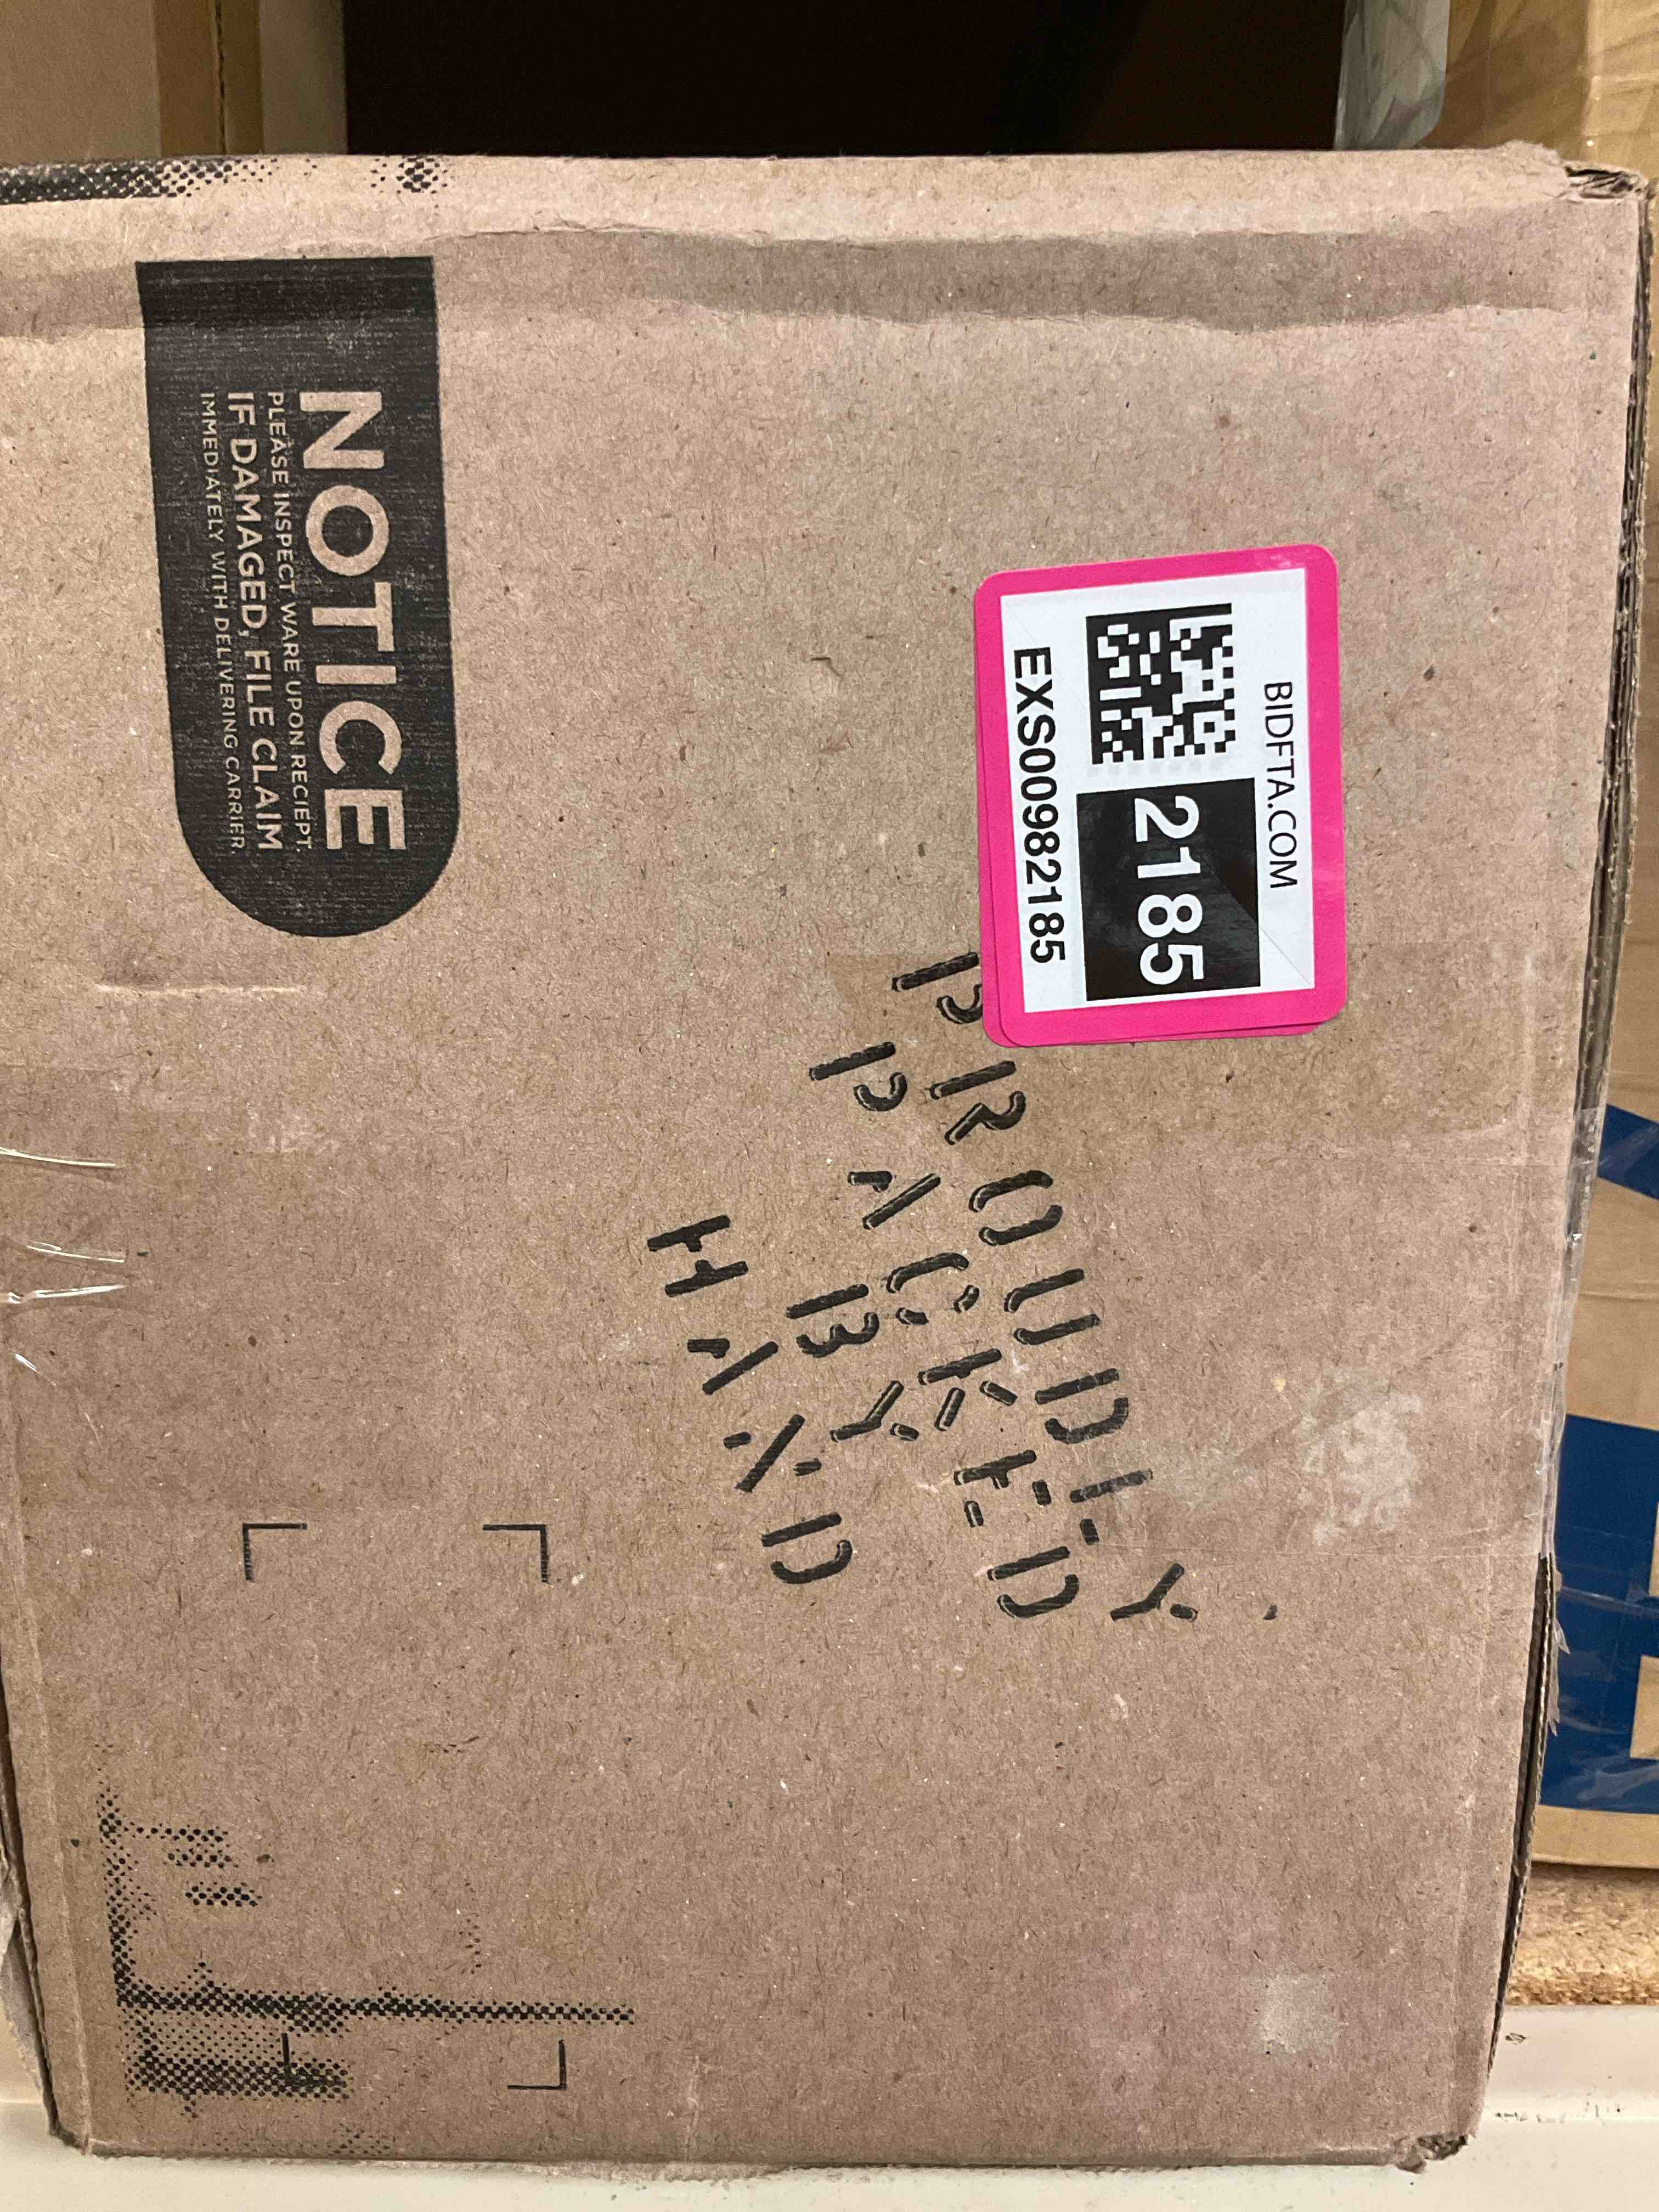 NOTICE
PLEASE INSPECT WARE UPON RECIEPT.
IF DAMAGED, FILE CLAIM
IMMEDIATELY WITH DELIVERING CARRIER.
BIDFTA.COM
2185
EXS00982185
PROUDLY
PACKED
BY
HAND